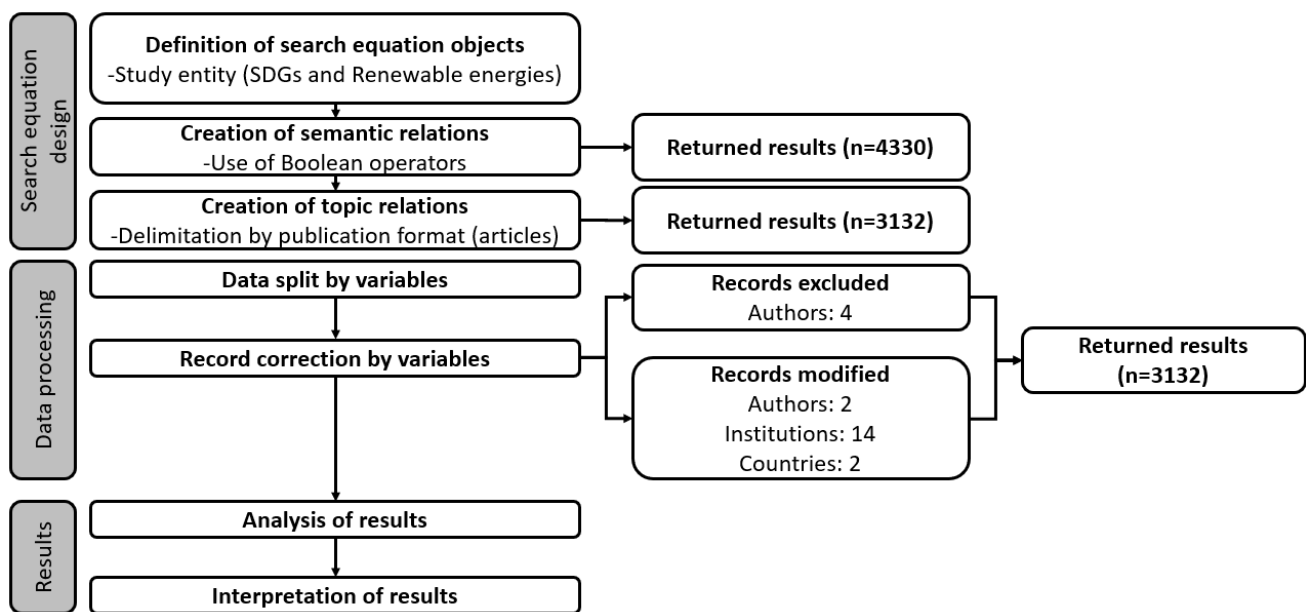 Search equation
design
Definition of search equation objects
-Study entity (SDGs and Renewable energies)
Creation of semantic relations
-Use of Boolean operators
Returned results (n=4330)
Creation of topic relations
-Delimitation by publication format (articles)
Returned results (n=3132)
Data processing
Data split by variables
Record correction by variables
Records excluded
Authors: 4
Records modified
Authors: 2
Institutions: 14
Countries: 2
Returned results
(n=3132)
Results
Analysis of results
Interpretation of results